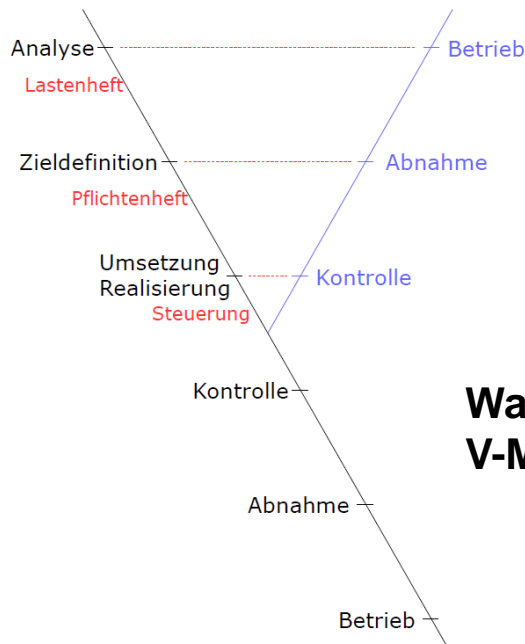 Analyse
Betrieb
Lastenheft
Zieldefinition
Abnahme
Pflichtenheft
Umsetzung
Realisierung
Kontrolle
Steuerung
Kontrolle
Abnahme
Betrieb